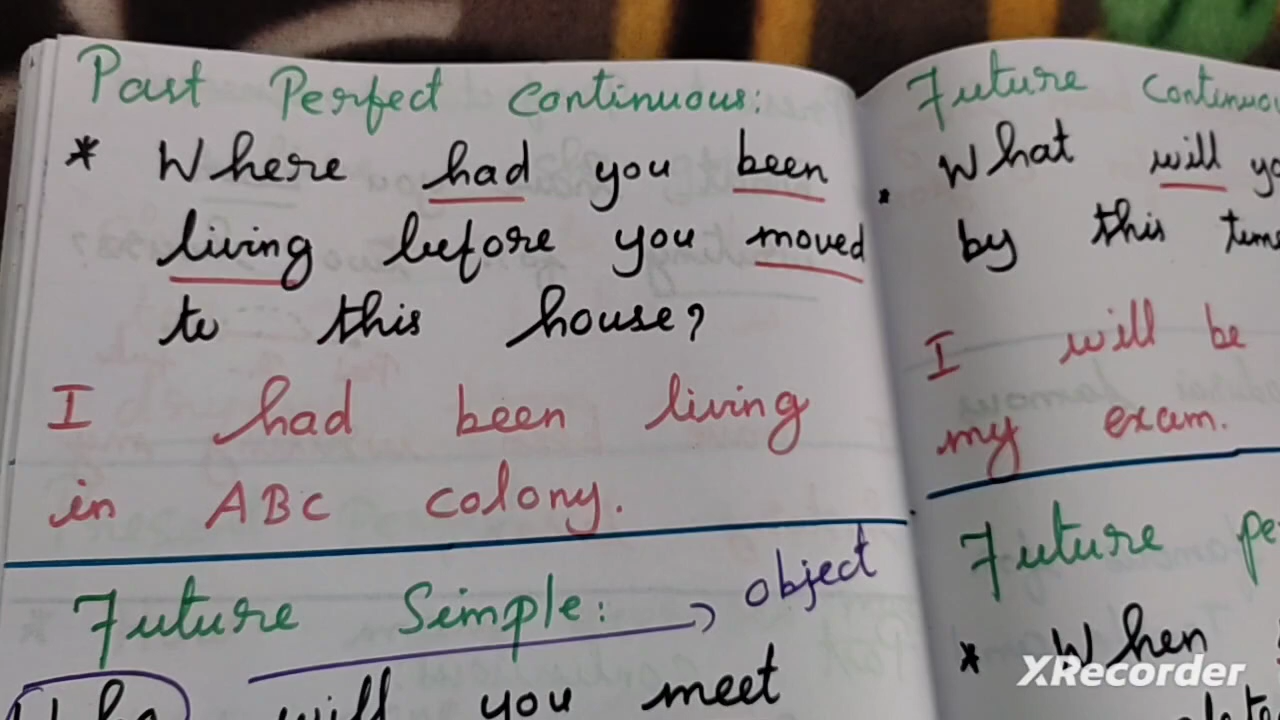 Past Perfect Continuous:
* Where had you been
living before you moved
to this house?
I had been living
in ABC colony.
Future Simple:
object
will you meet
Future
What will
by this
I will be
my exam.
Future
* When
XRecorder